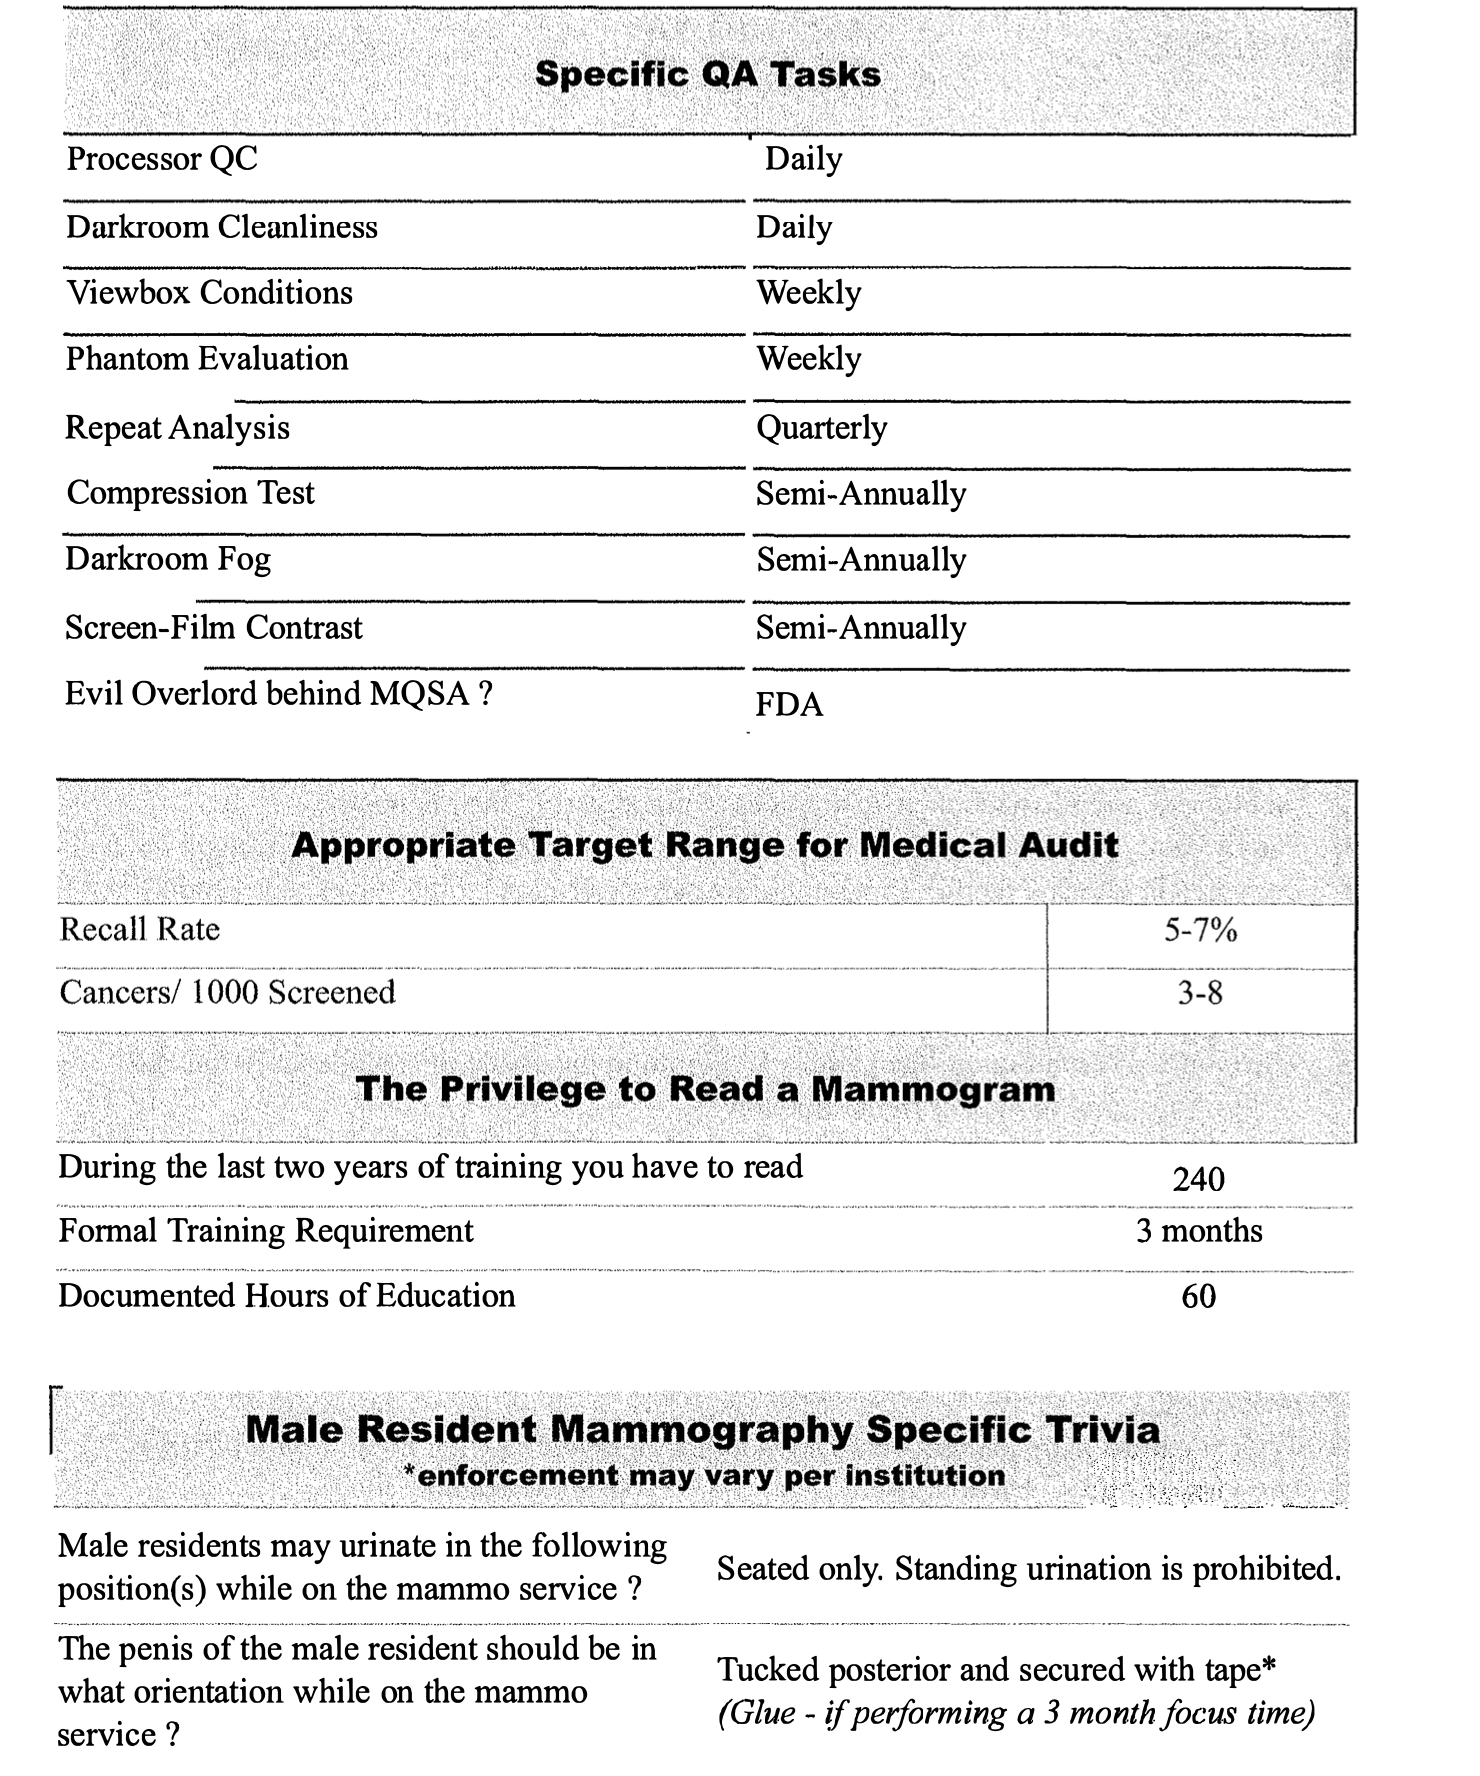 Specific QA Tasks
Processor QC Daily
Darkroom Cleanliness Daily
Viewbox Conditions Weekly
Phantom Evaluation Weekly
Repeat Analysis Quarterly
Compression Test Semi-Annually
Darkroom Fog Semi-Annually
Screen-Film Contrast Semi-Annually
Evil Overlord behind MQSA ? FDA
Appropriate Target Range for Medical Audit
Recall Rate 5-7%
Cancers/ 1000 Screened 3-8
The Privilege to Read a Mammogram
During the last two years of training you have to read 240
Formal Training Requirement 3 months
Documented Hours of Education 60
Male Resident Mammography Specific Trivia
*enforcement may vary per institution
Male residents may urinate in the following
position(s) while on the mammo service ?
Seated only. Standing urination is prohibited.
The penis of the male resident should be in
what orientation while on the mammo
service ?
Tucked posterior and secured with tape*
(Glue - if performing a 3 month focus time)